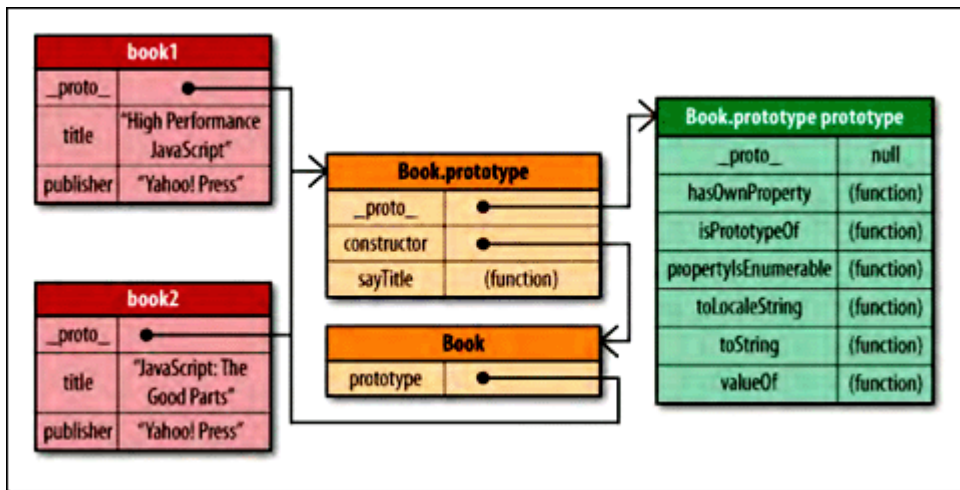 book1
_proto_
title "High Performance
JavaScript"
publisher "Yahoo! Press"
book2
_proto_
title "JavaScript: The
Good Parts"
publisher "Yahoo! Press"
Book.prototype
_proto_
constructor
sayTitle (function)
Book
prototype
Book.prototype prototype
_proto_ null
hasOwnProperty (function)
isPrototypeOf (function)
propertyIsEnumerable (function)
toLocaleString (function)
toString (function)
valueOf (function)